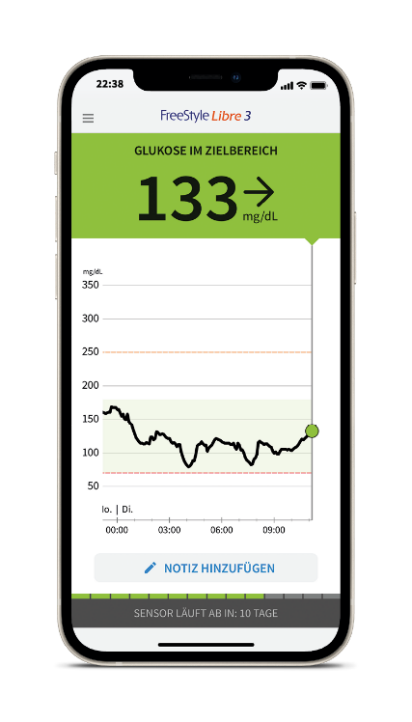 22:38
FreeStyle Libre 3
GLUKOSE IM ZIELBEREICH
133
mg/dL
mg/dL
350
300
250
200
150
100
50
lo. | Di.
00:00 03:00 06:00 09:00
NOTIZ HINZUFÜGEN
SENSOR LÄUFT AB IN: 10 TAGE